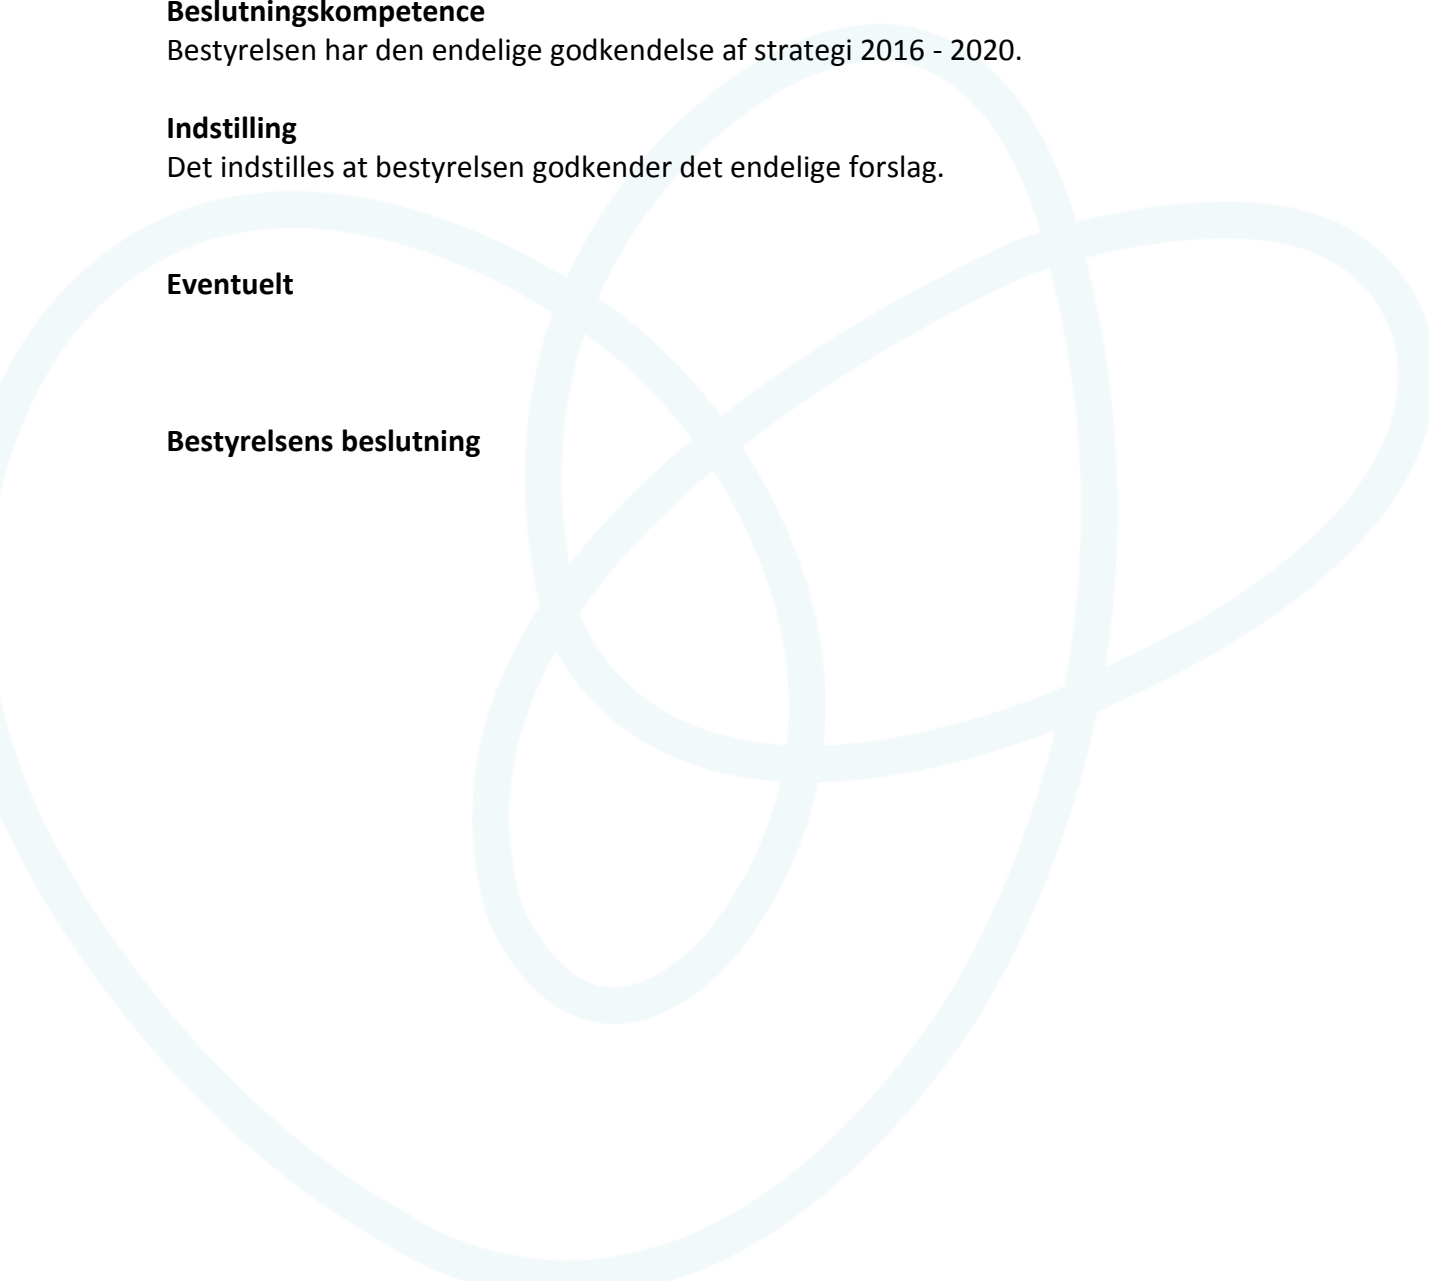 Beslutningskompetence
Bestyrelsen har den endelige godkendelse af strategi 2016 - 2020.
Indstilling
Det indstilles at bestyrelsen godkender det endelige forslag.
Eventuelt
Bestyrelsens beslutning